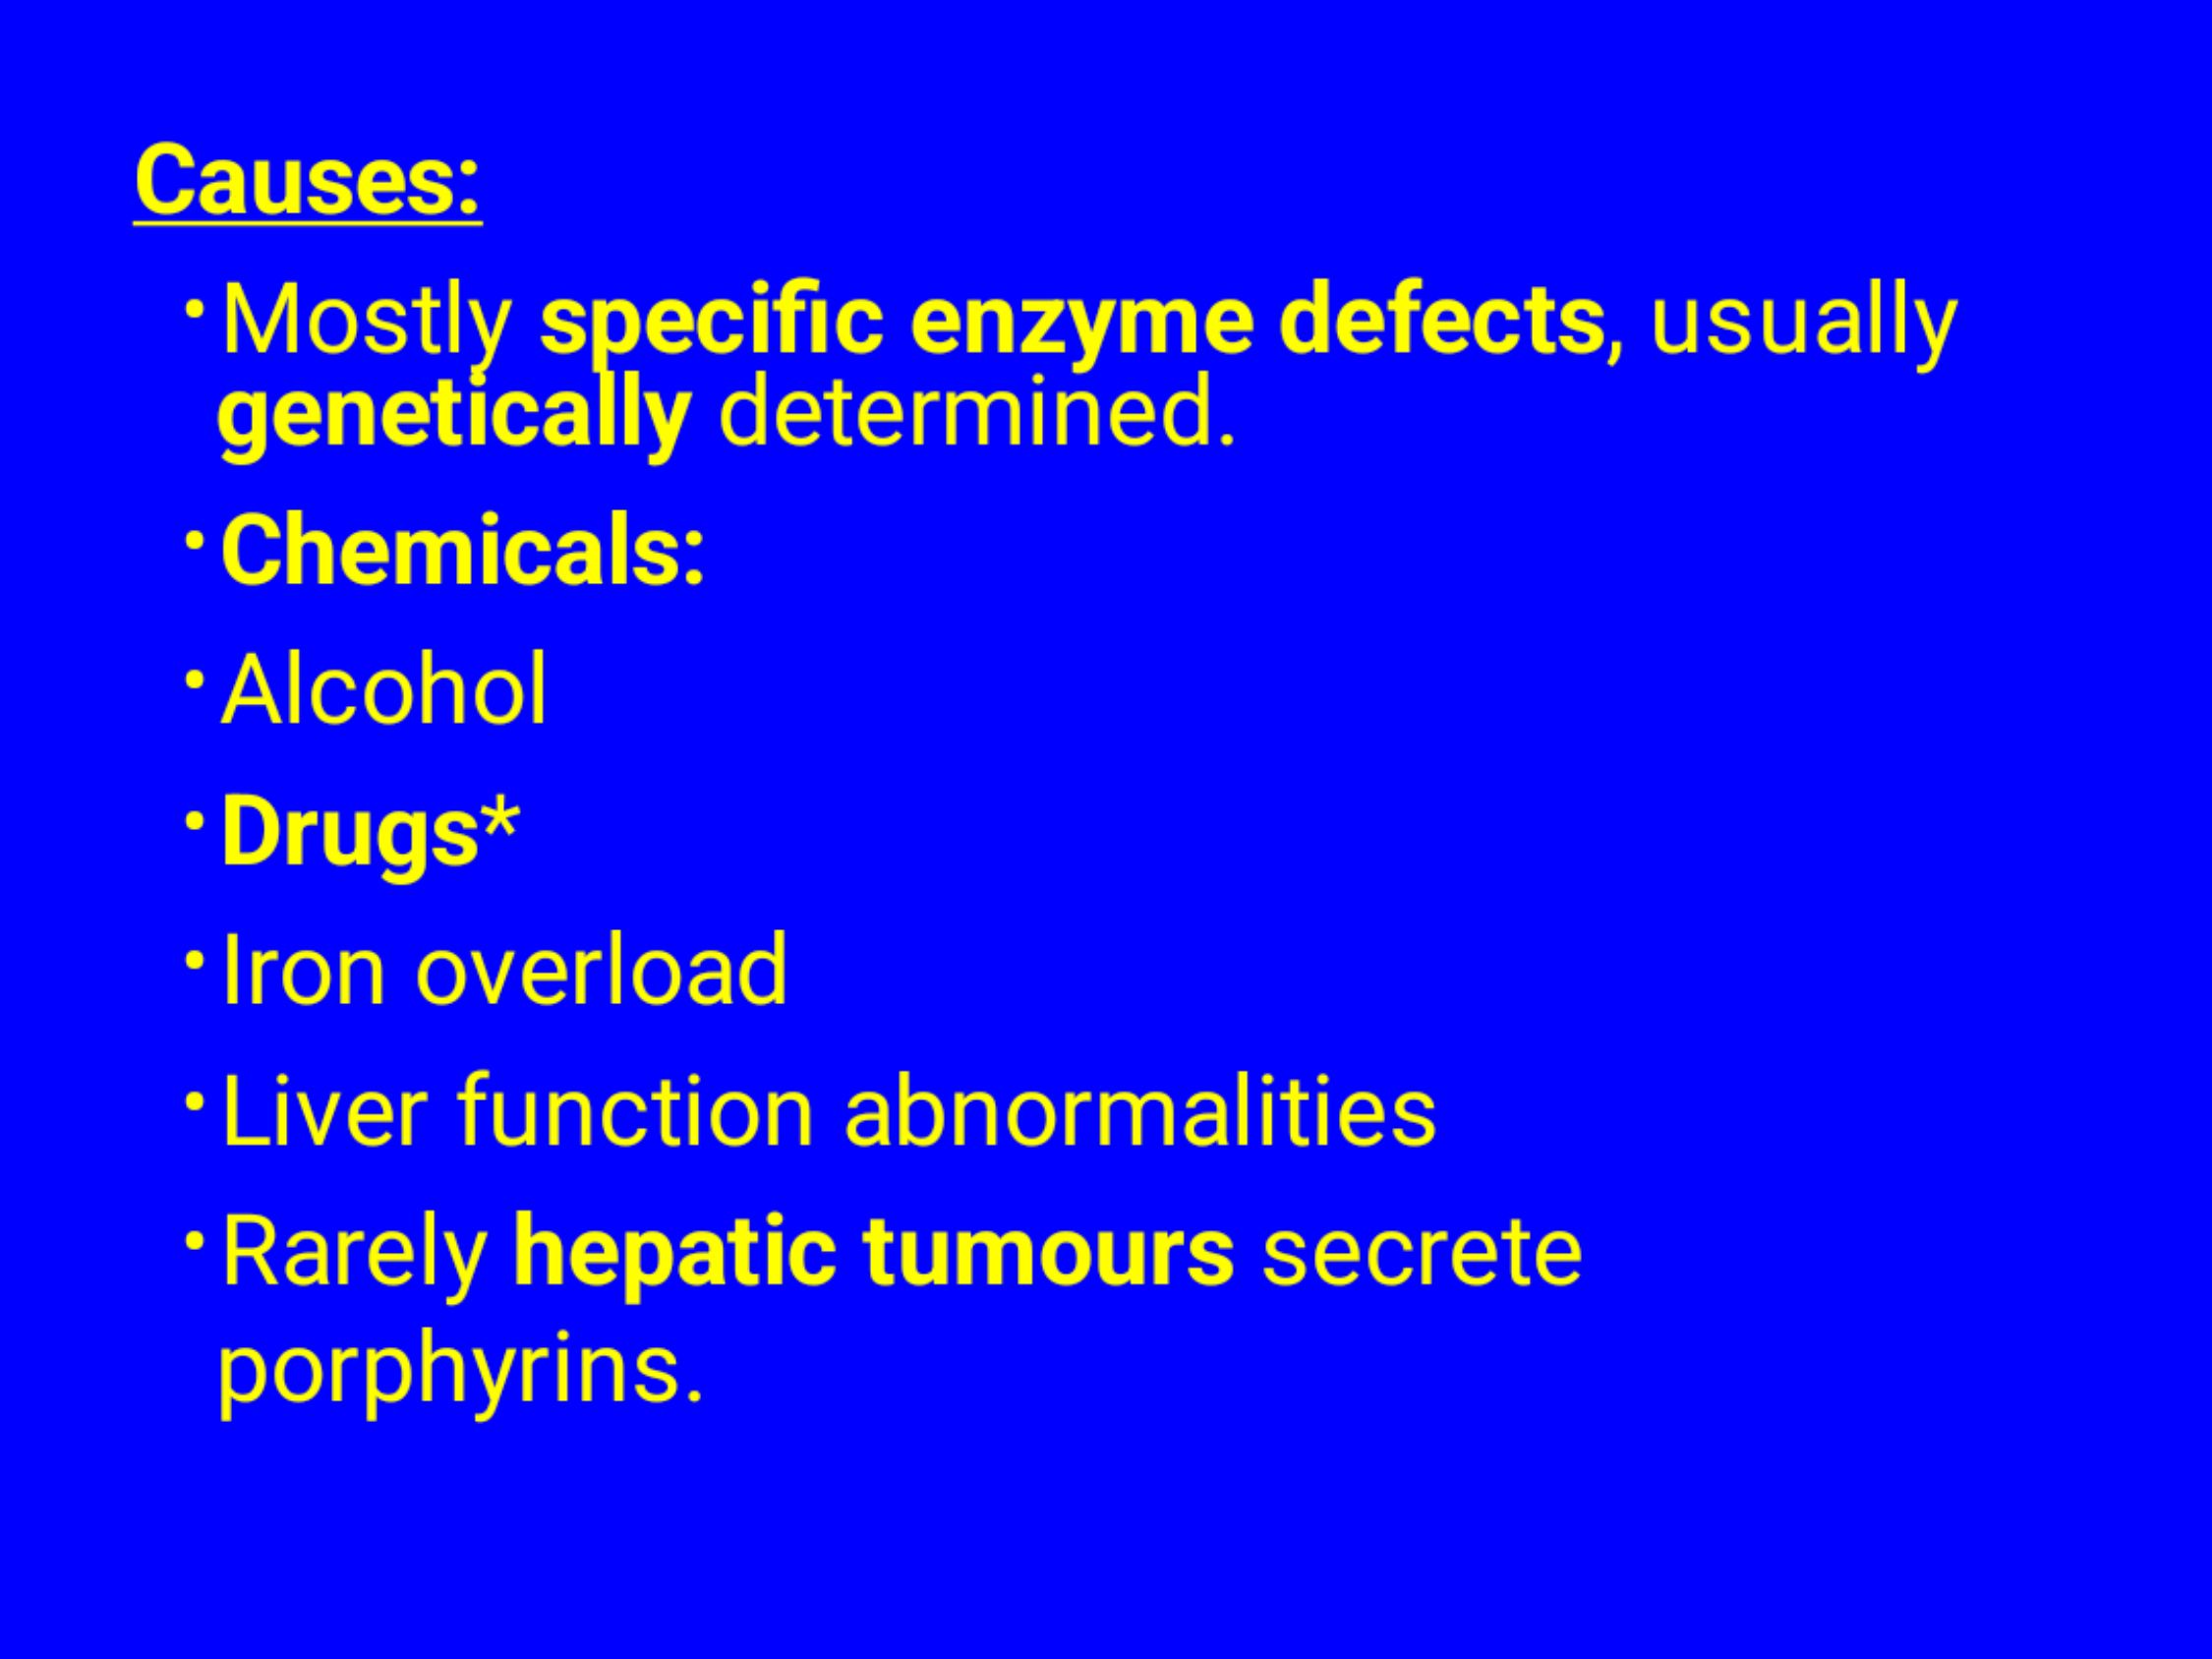 Causes:
• Mostly specific enzyme defects, usually
genetically determined.
• Chemicals:
• Alcohol
• Drugs*
• Iron overload
• Liver function abnormalities
• Rarely hepatic tumours secrete
porphyrins.